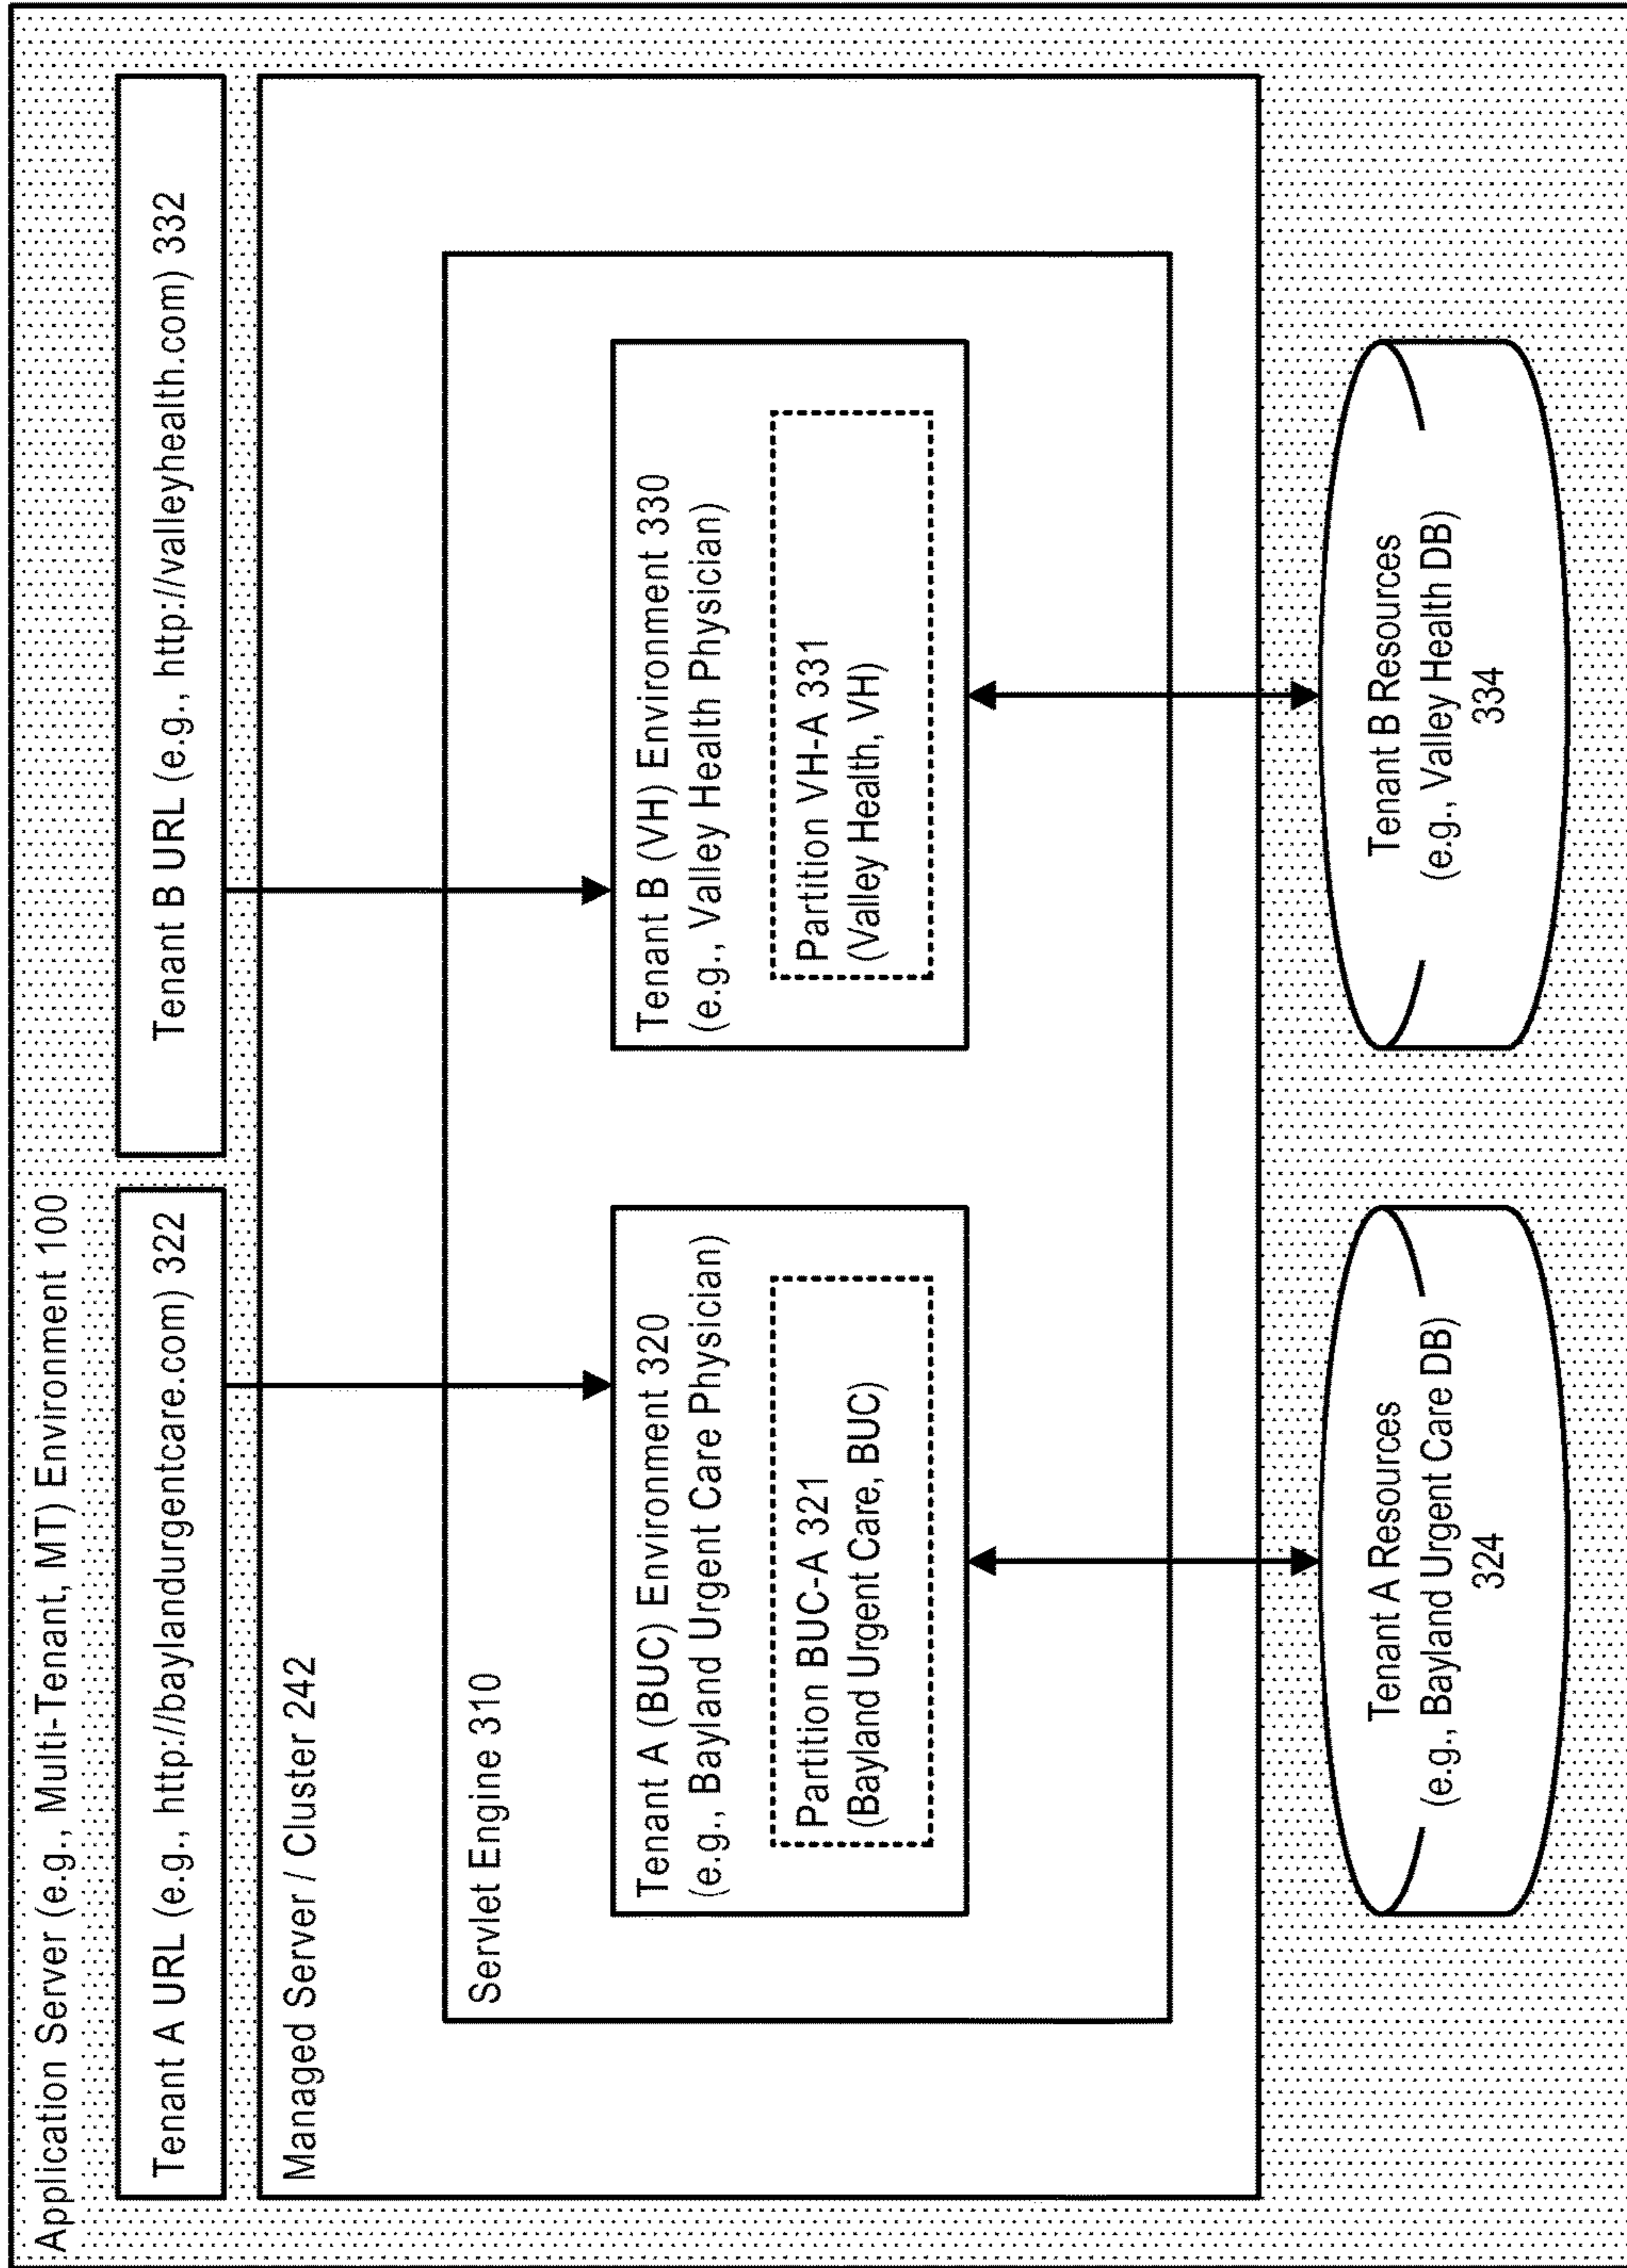 Application Server (e.g., Multi-Tenant, MT) Environment 100
Tenant A URL (e.g., http://baylandurgentcare.com) 322
Tenant B URL (e.g., http://valleyhealth.com) 332
Managed Server / Cluster 242
Servlet Engine 310
Tenant A (BUC) Environment 320
(e.g., Bayland Urgent Care Physician)
Partition BUC-A 321
(Bayland Urgent Care, BUC)
Tenant B (VH) Environment 330
(e.g., Valley Health Physician)
Partition VH-A 331
(Valley Health, VH)
Tenant A Resources
(e.g., Bayland Urgent Care DB)
324
Tenant B Resources
(e.g., Valley Health DB)
334